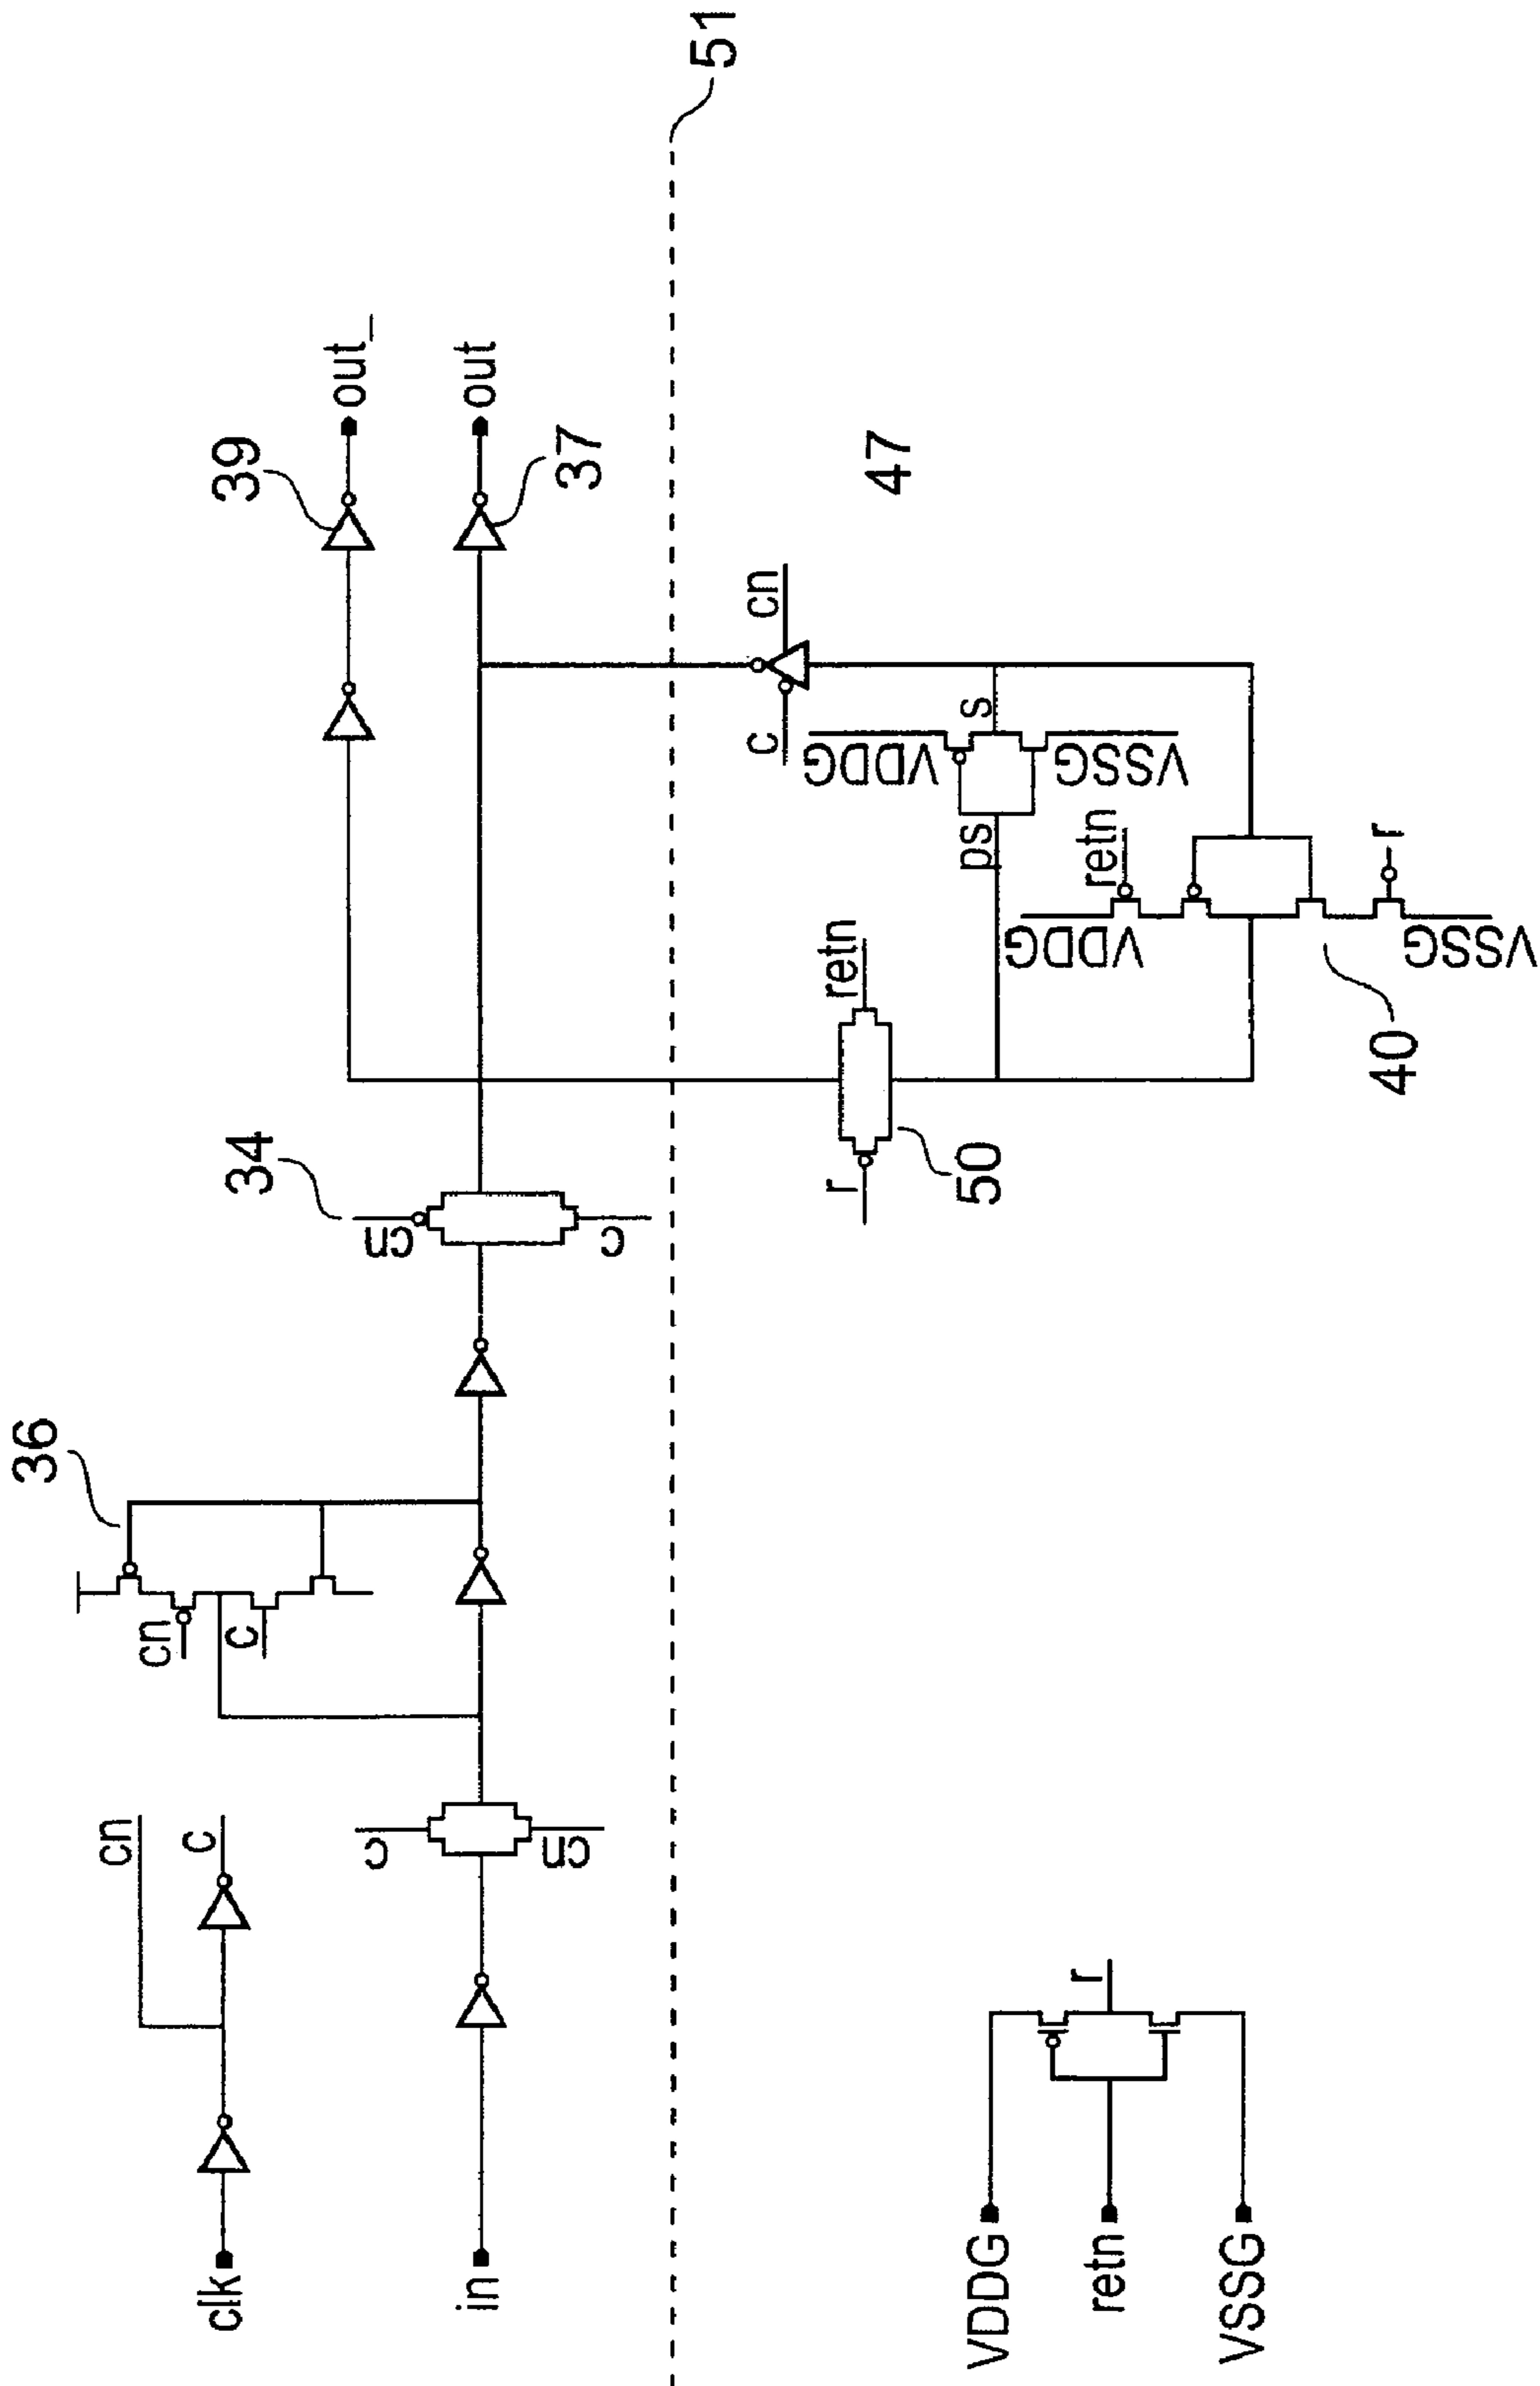 clk
cn
c
in
c
cn
36
cn
c
34
cn
c
39
out_
37
out
51
47
c
cn
VDDG
s
VSSG
ps
50
r
retn
VDDG
retn
r
VSSG
40
VDDG
retn
VSSG
r